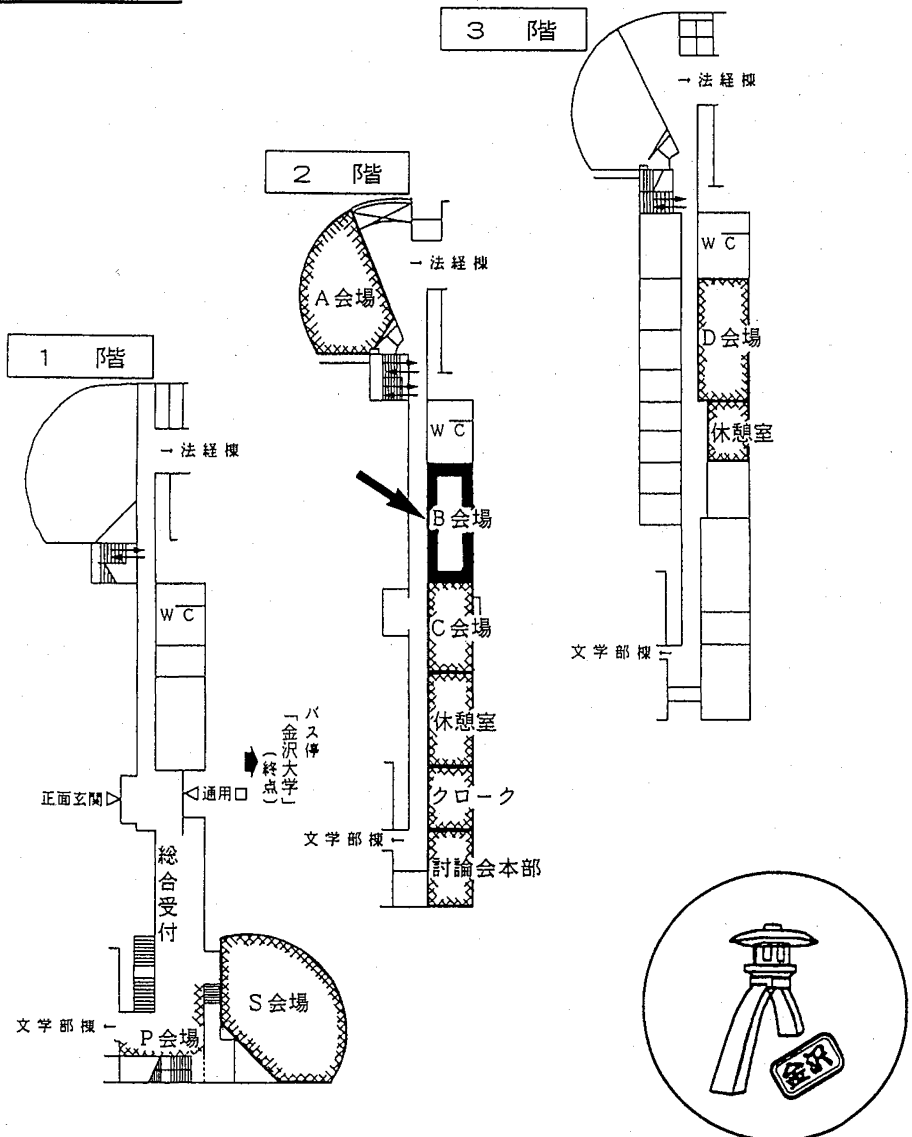 1 階
→法経棟
WC
バス停
「金沢大学」
(終点)
正面玄関▷
◁通用口
総合受付
S会場
文学部棟←
P会場
2 階
→法経棟
A会場
WC
B会場
C会場
休憩室
クローク
文学部棟←
討論会本部
3 階
→法経棟
WC
D会場
休憩室
文学部棟←
金沢